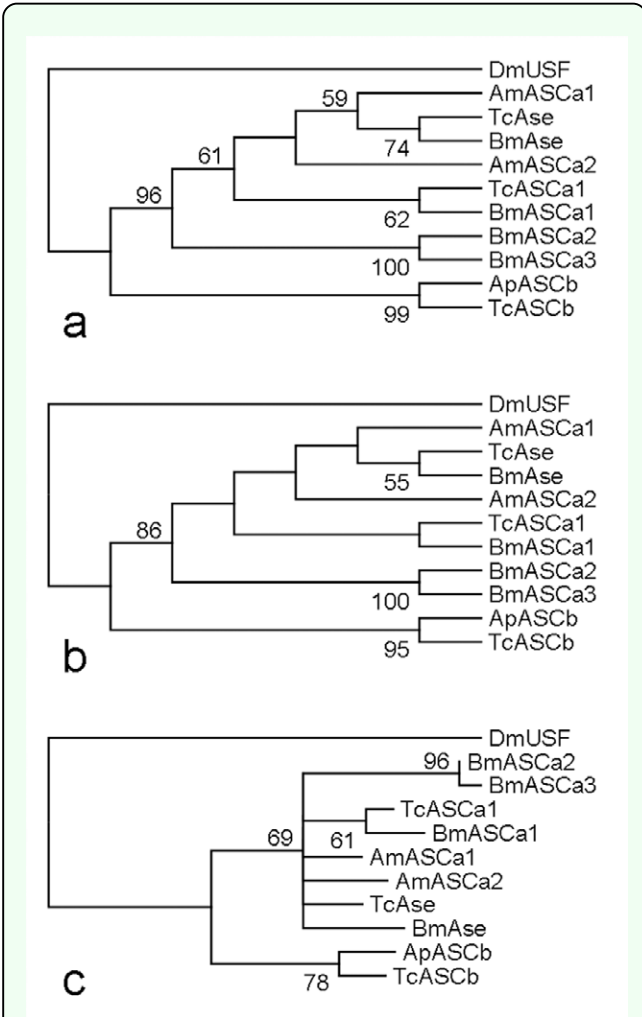 DmUSF
59 AmASCa1
TcAse
74 BmAse
61 AmASCa2
96 TcASCa1
62 BmASCa1
BmASCa2
100 BmASCa3
ApASCb
99 TcASCb
a
DmUSF
AmASCa1
TcAse
55 BmAse
AmASCa2
86 TcASCa1
BmASCa1
BmASCa2
100 BmASCa3
ApASCb
95 TcASCb
b
DmUSF
96 BmASCa2
BmASCa3
TcASCa1
69 61 BmASCa1
AmASCa1
AmASCa2
TcAse
BmAse
ApASCb
78 TcASCb
c